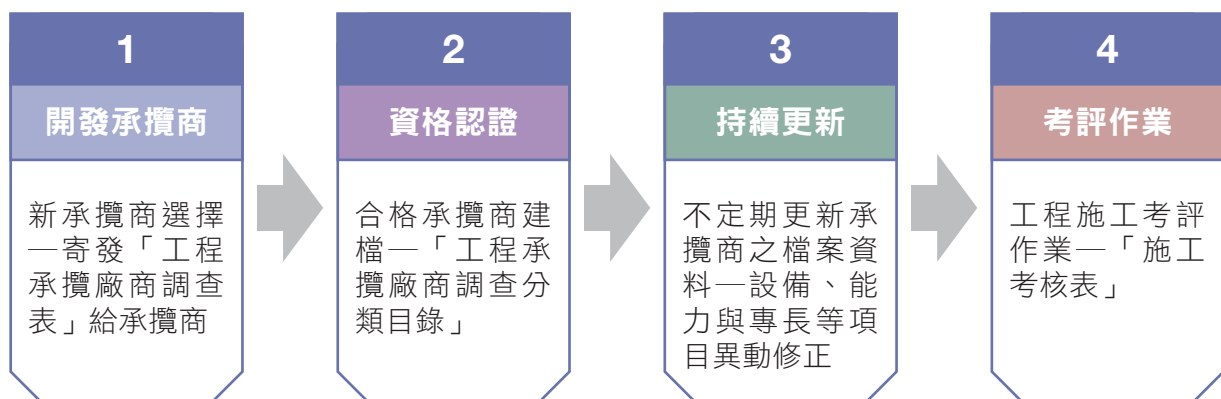 1
開發承攬商
新承攬商選擇
─寄發「工程
承攬廠商調查
表」給承攬商
2
資格認證
合格承攬商建
檔─「工程承
攬廠商調查分
類目錄」
3
持續更新
不定期更新承
攬商之檔案資
料─設備、能
力與專長等項
目異動修正
4
考評作業
工程施工考評
作業─「施工
考核表」